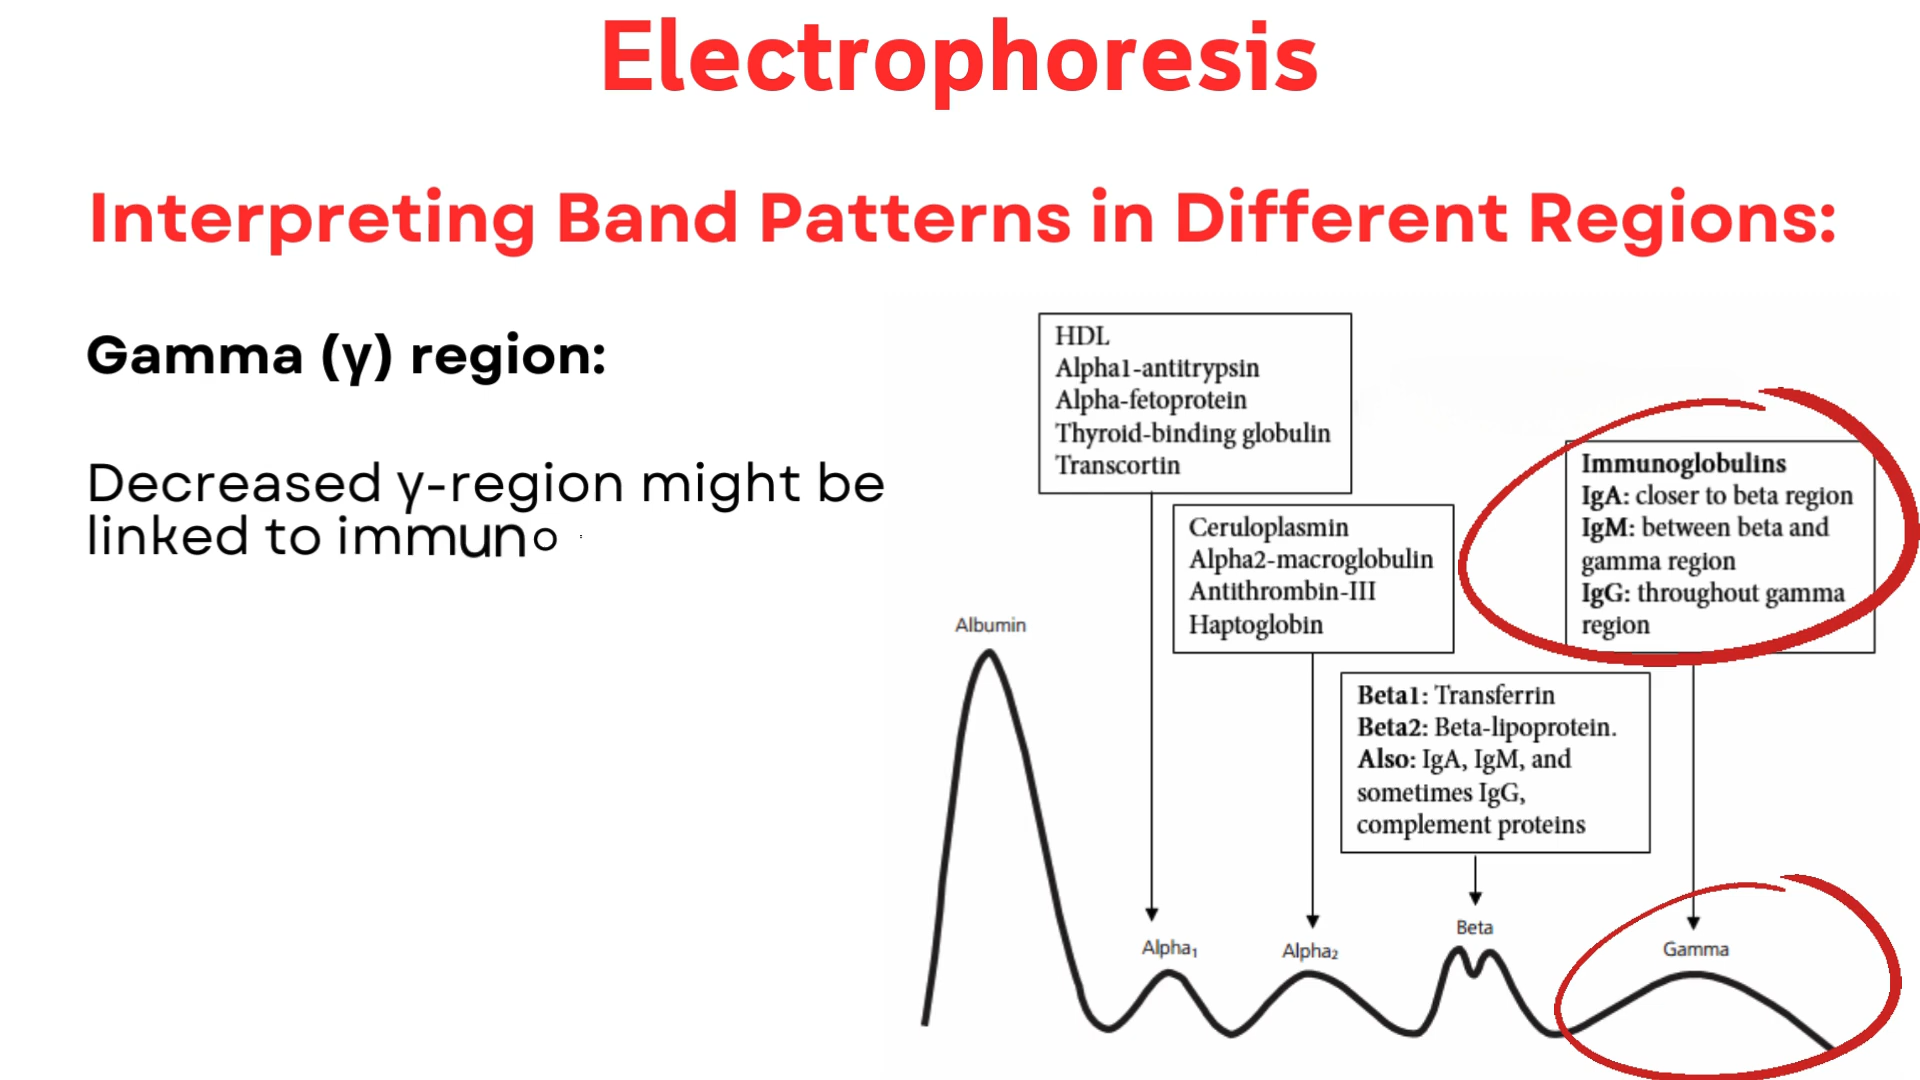 Electrophoresis
Interpreting Band Patterns in Different Regions:
Gamma (γ) region:
Decreased γ-region might be
linked to immuno
HDL
Alpha1-antitrypsin
Alpha-fetoprotein
Thyroid-binding globulin
Transcortin
Ceruloplasmin
Alpha2-macroglobulin
Antithrombin-III
Haptoglobin
Immunoglobulins
IgA: closer to beta region
IgM: between beta and
gamma region
IgG: throughout gamma
region
Beta1: Transferrin
Beta2: Beta-lipoprotein.
Also: IgA, IgM, and
sometimes IgG,
complement proteins
Albumin
Alpha₁
Alpha₂
Beta
Gamma